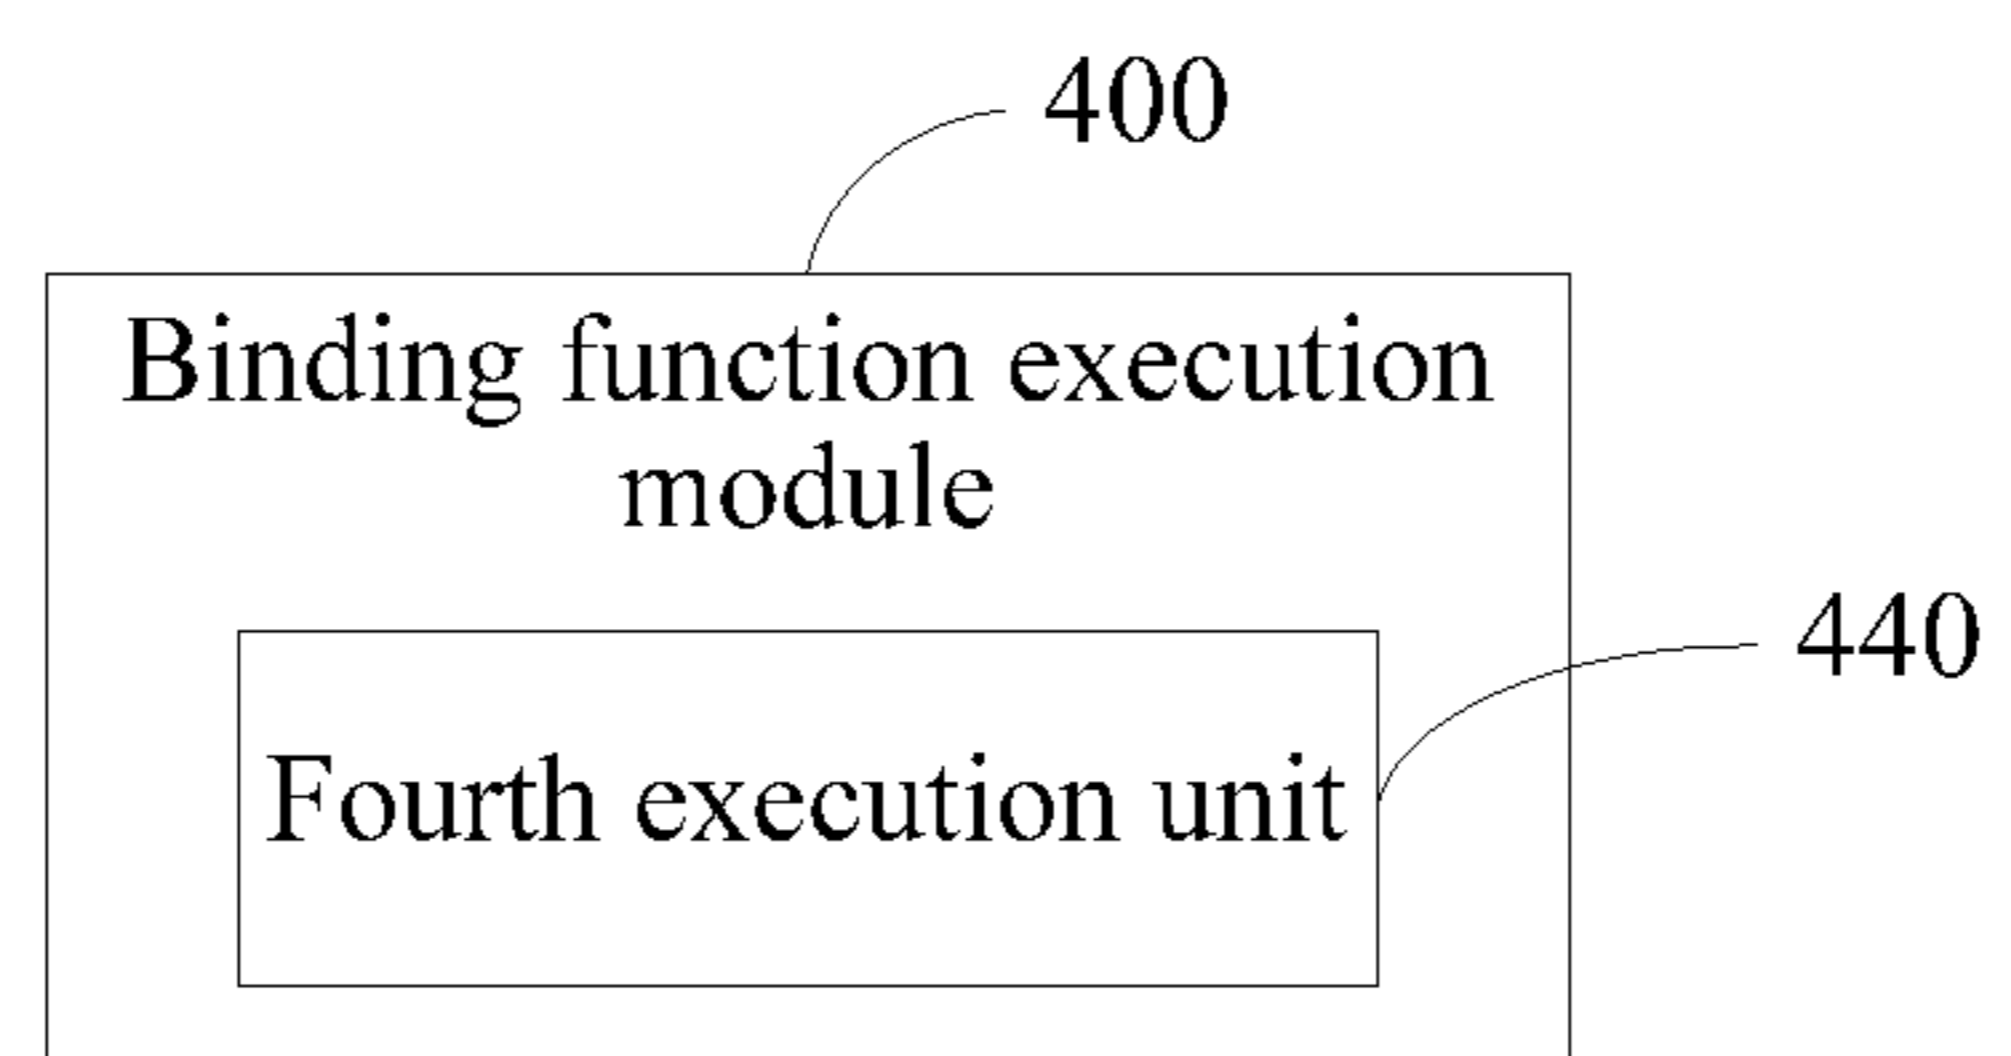 400
Binding function execution
module
440
Fourth execution unit